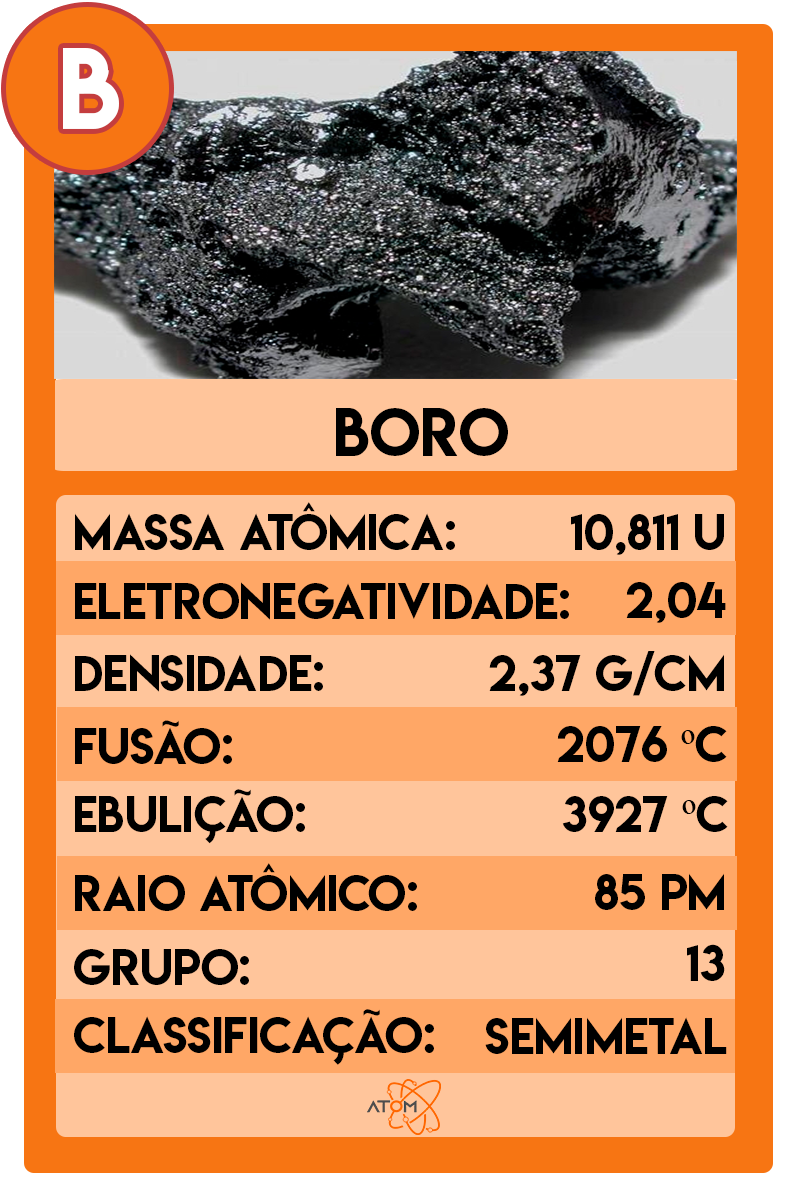 B
BORO
MASSA ATÔMICA: 10,811 U
ELETRONEGATIVIDADE: 2,04
DENSIDADE: 2,37 G/CM
FUSÃO: 2076 ºC
EBULIÇÃO: 3927 ºC
RAIO ATÔMICO: 85 PM
GRUPO: 13
CLASSIFICAÇÃO: SEMIMETAL
ATOM